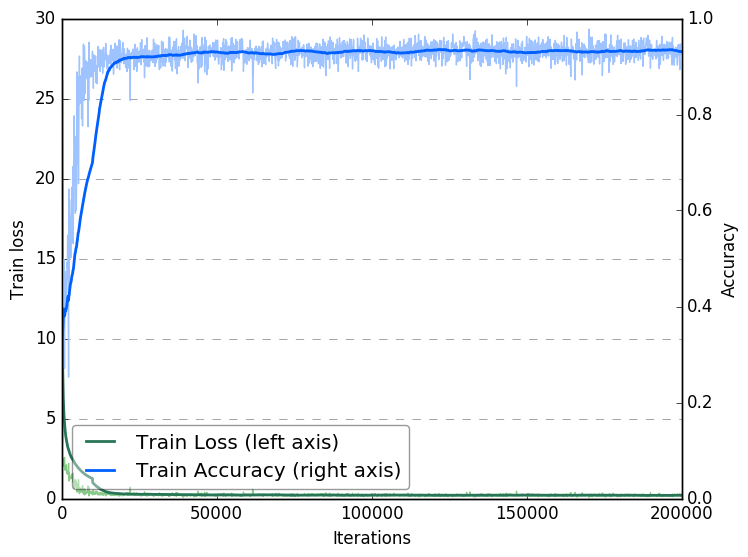 30
25
20
15
10
5
0
Train loss
1.0
0.8
0.6
0.4
0.2
0.0
Accuracy
Train Loss (left axis)
Train Accuracy (right axis)
0 50000 100000 150000 200000
Iterations